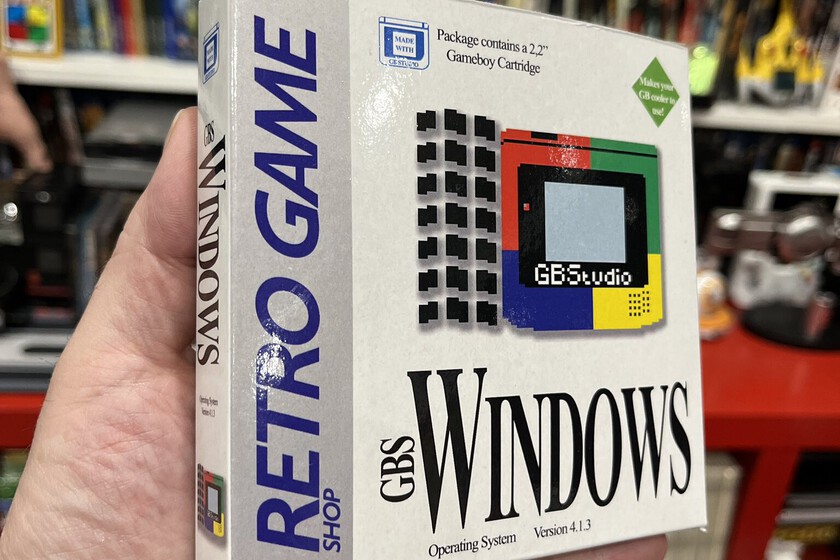 GBS
WINDOWS
Operating System
Version 4.1.3
RETRO GAME
SHOP
MADE
WITH
GB STUDIO
Package contains a 2,2"
Gameboy Cartridge
Makes your
GB cooler to
use!
GBStudio
GBS
WINDOWS
Operating System Version 4.1.3